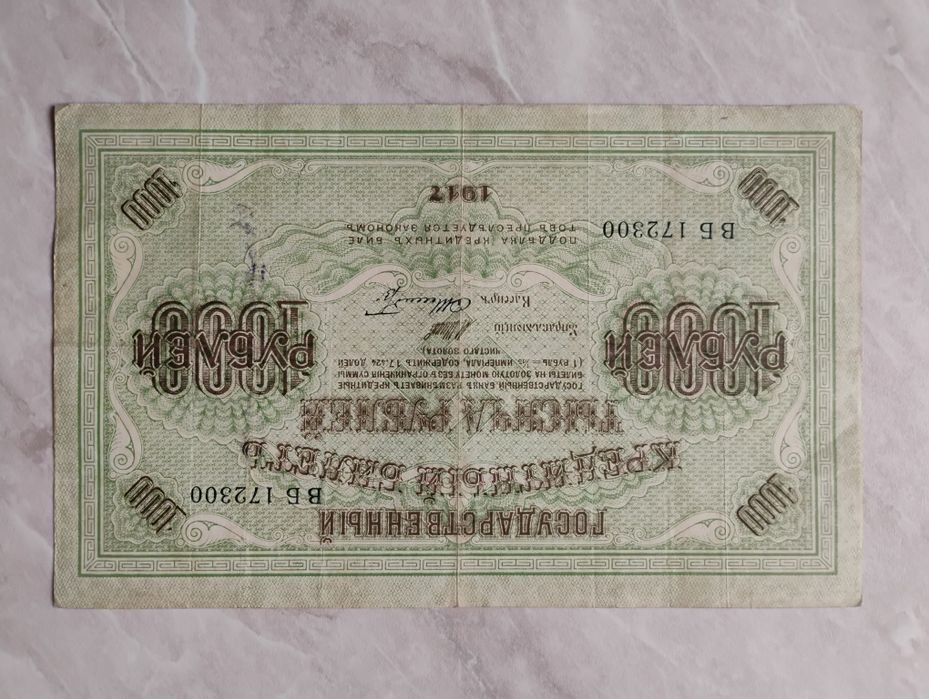 ГОСУДАРСТВЕННЫЙ
КРЕДИТНЫЙ БИЛЕТЪ
1000
1000
ВБ 172300
ТЫСЯЧА РУБЛЕЙ
ГОСУДАРСТВЕННЫЙ БАНКЪ РАЗМѢНИВАЕТЪ КРЕДИТНЫЕ
БИЛЕТЫ НА ЗОЛОТУЮ МОНЕТУ БЕЗЪ ОГРАНИЧЕНІЯ СУММЫ
(1 РУБЛЬ = 1/15 ИМПЕРІАЛА, СОДЕРЖИТЪ 17,424 ДОЛЕЙ
ЧИСТАГО ЗОЛОТА)
1000
РУБЛЕЙ
1000
РУБЛЕЙ
Управляющій
Кассиръ
ПОДДѢЛКА КРЕДИТНЫХЪ БИЛЕ
ТОВЪ ПРЕСЛѢДУЕТСЯ ЗАКОНОМЪ
ВБ 172300
1917
1000
1000